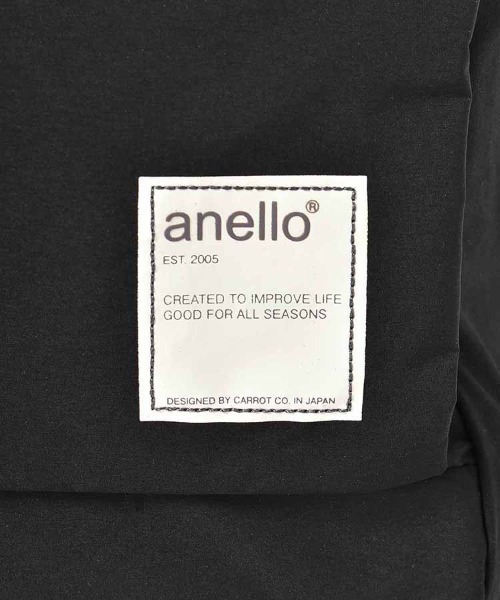 anello®
EST. 2005
CREATED TO IMPROVE LIFE
GOOD FOR ALL SEASONS
DESIGNED BY CARROT CO. IN JAPAN